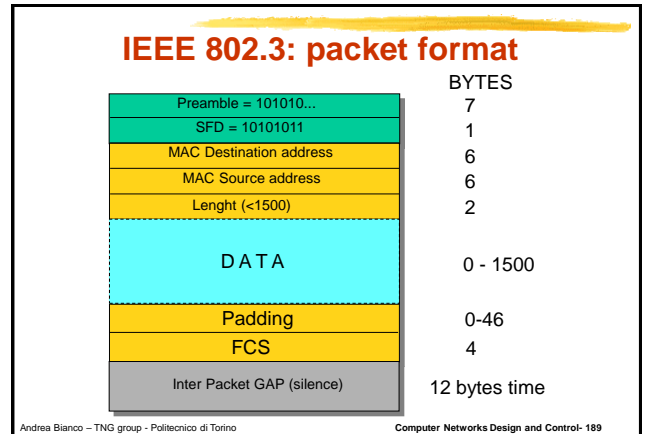 IEEE 802.3: packet format
BYTES
Preamble = 101010... 7
SFD = 10101011 1
MAC Destination address 6
MAC Source address 6
Lenght (<1500) 2
D A T A 0 - 1500
Padding 0-46
FCS 4
Inter Packet GAP (silence) 12 bytes time
Andrea Bianco – TNG group - Politecnico di Torino Computer Networks Design and Control- 189